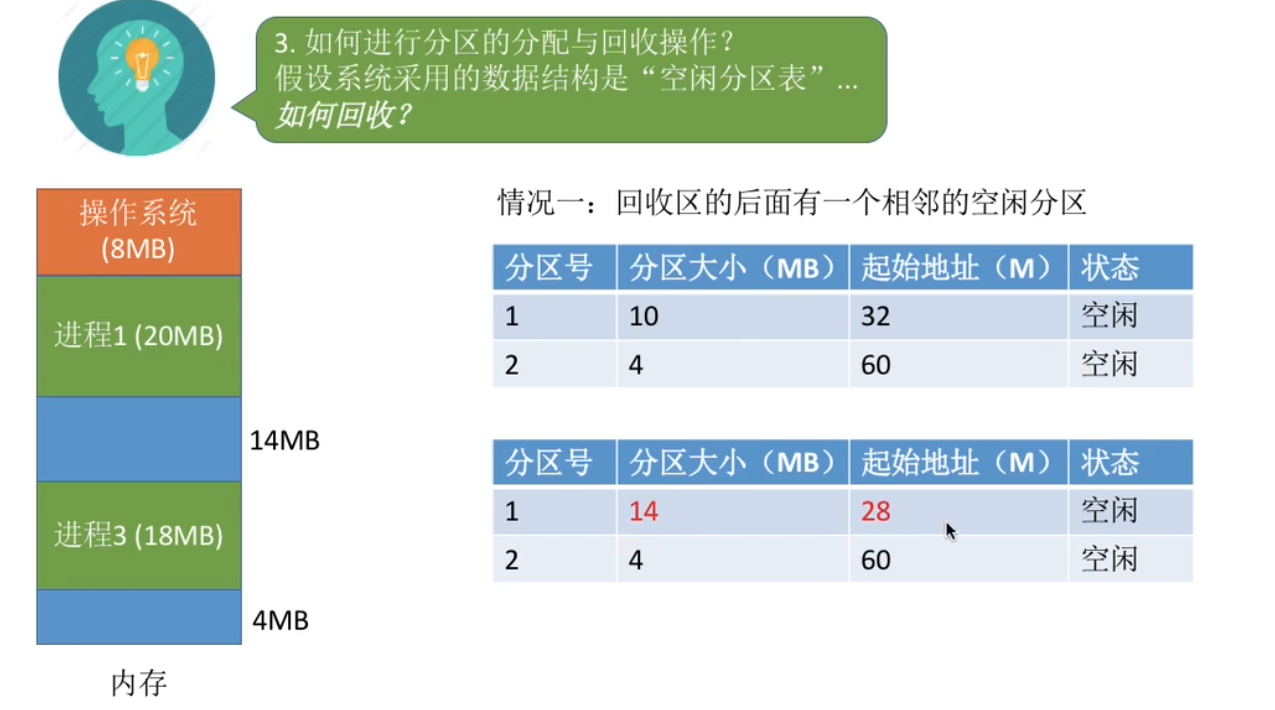 3. 如何进行分区的分配与回收操作？
假设系统采用的数据结构是“空闲分区表”...
如何回收？
操作系统
(8MB)
进程1 (20MB)
14MB
进程3 (18MB)
4MB
内存
情况一：回收区的后面有一个相邻的空闲分区
分区号 分区大小（MB） 起始地址（M） 状态
1 10 32 空闲
2 4 60 空闲
分区号 分区大小（MB） 起始地址（M） 状态
1 14 28 空闲
2 4 60 空闲